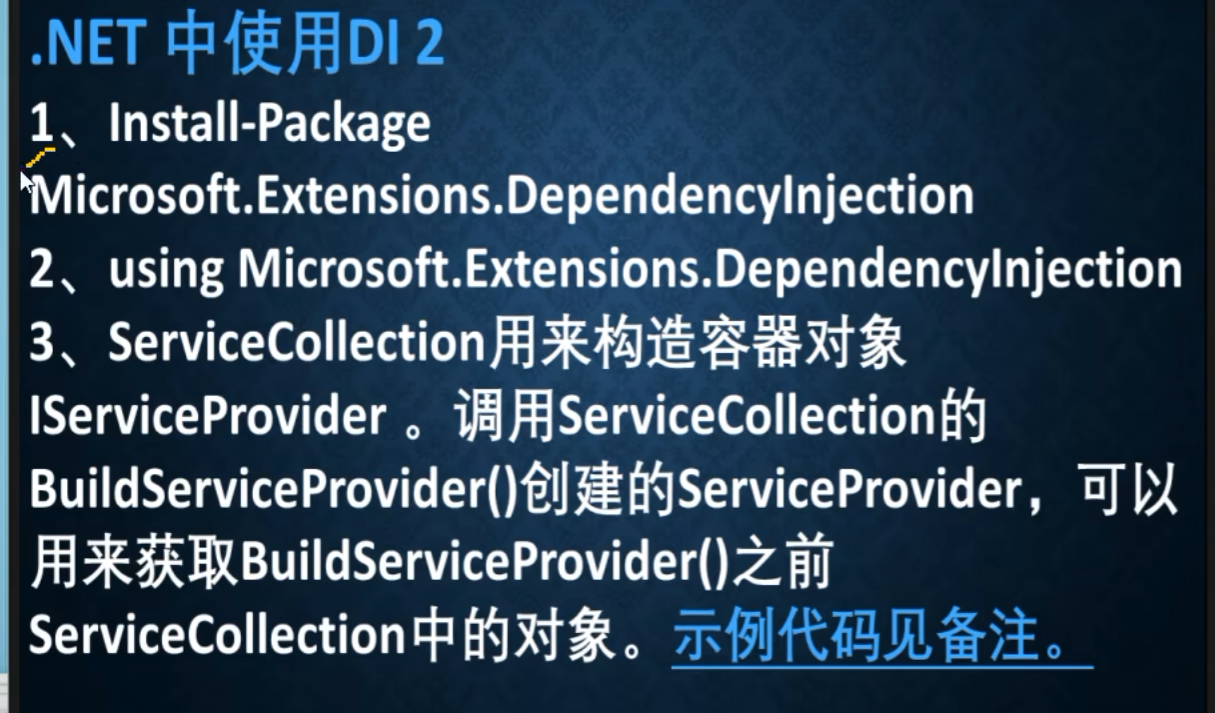 .NET 中使用DI 2
1、Install-Package
Microsoft.Extensions.DependencyInjection
2、using Microsoft.Extensions.DependencyInjection
3、ServiceCollection用来构造容器对象
IServiceProvider 。调用ServiceCollection的
BuildServiceProvider()创建的ServiceProvider，可以
用来获取BuildServiceProvider()之前
ServiceCollection中的对象。示例代码见备注。